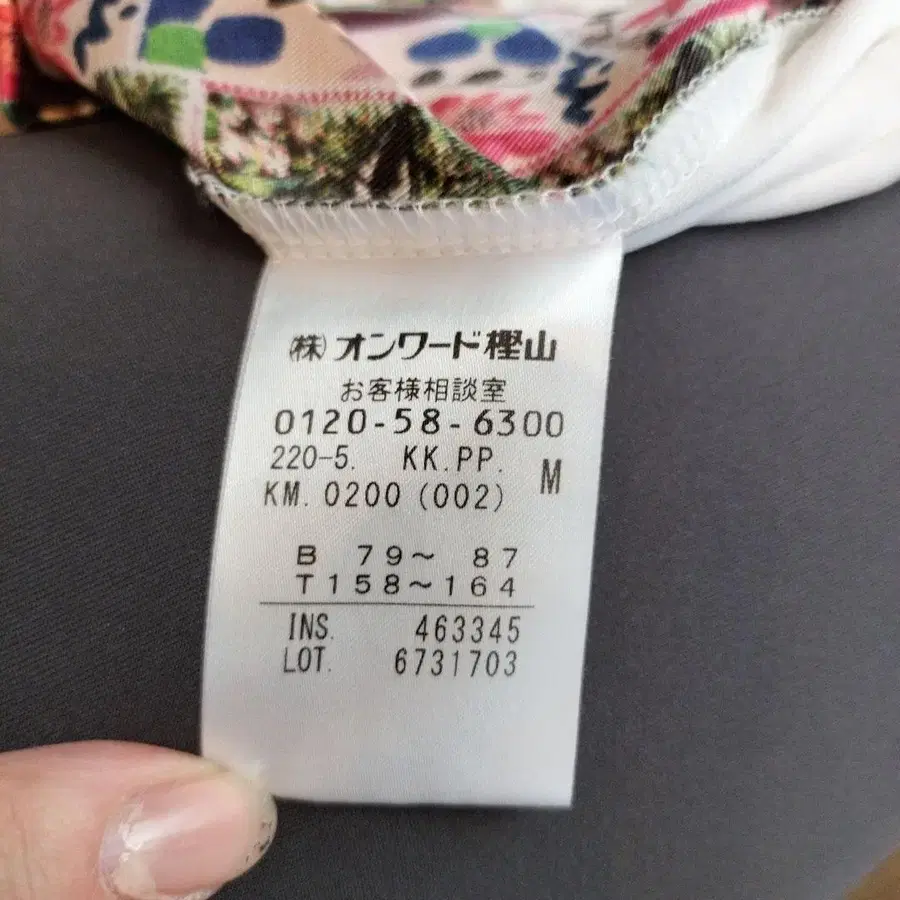 ㈱オンワード樫山
お客様相談室
0120-58-6300
220-5. KK.PP. M
KM. 0200 (002)
B 79〜 87
T158〜164
INS. 463345
LOT. 6731703